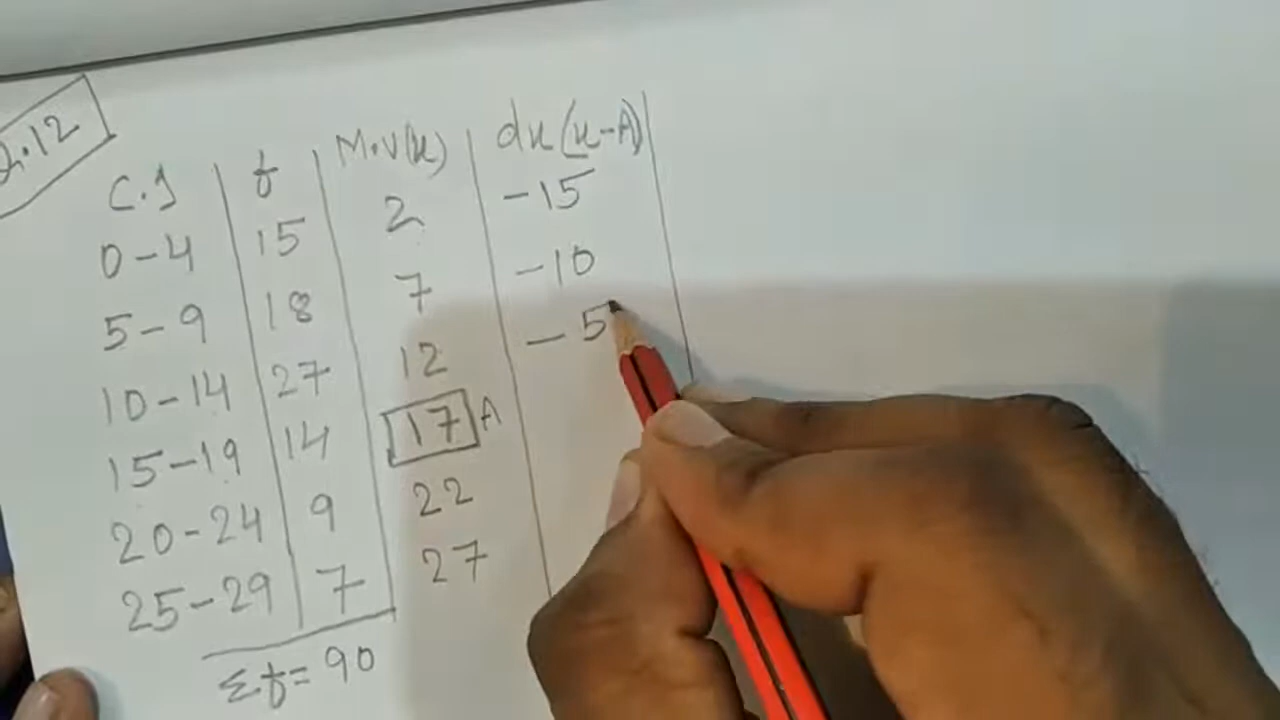 2.12
C.I f M.V(x) dx(x-A)
0-4 15 2 -15
5-9 18 7 -10
10-14 27 12 -5
15-19 14 17 A
20-24 9 22
25-29 7 27
Σf=90